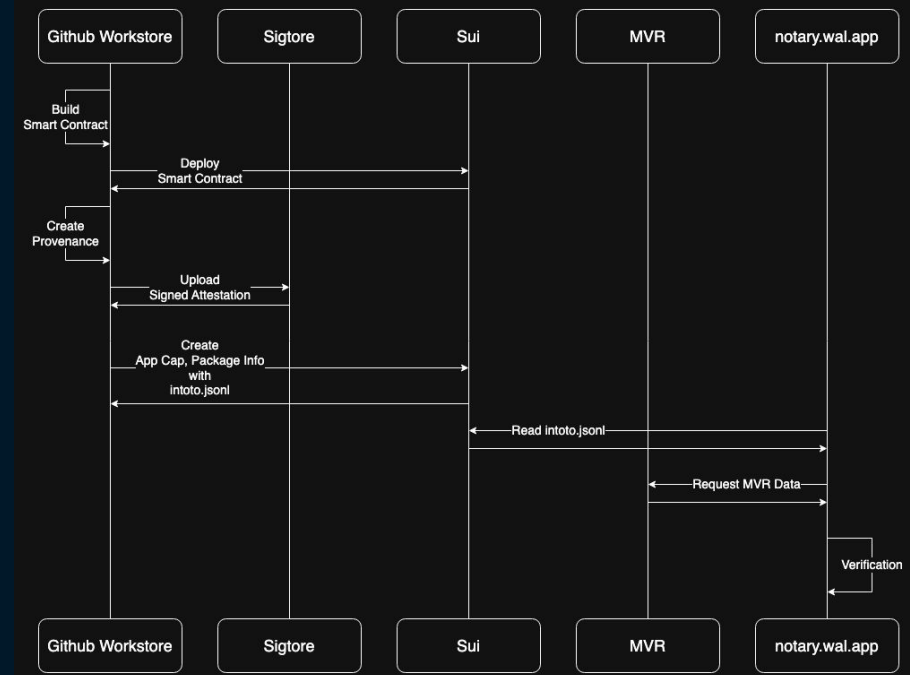 Github Workstore
Sigtore
Sui
MVR
notary.wal.app
Build
Smart Contract
Deploy
Smart Contract
Create
Provenance
Upload
Signed Attestation
Create
App Cap, Package Info
with
intoto.jsonl
Read intoto.jsonl
Request MVR Data
Verification
Github Workstore
Sigtore
Sui
MVR
notary.wal.app